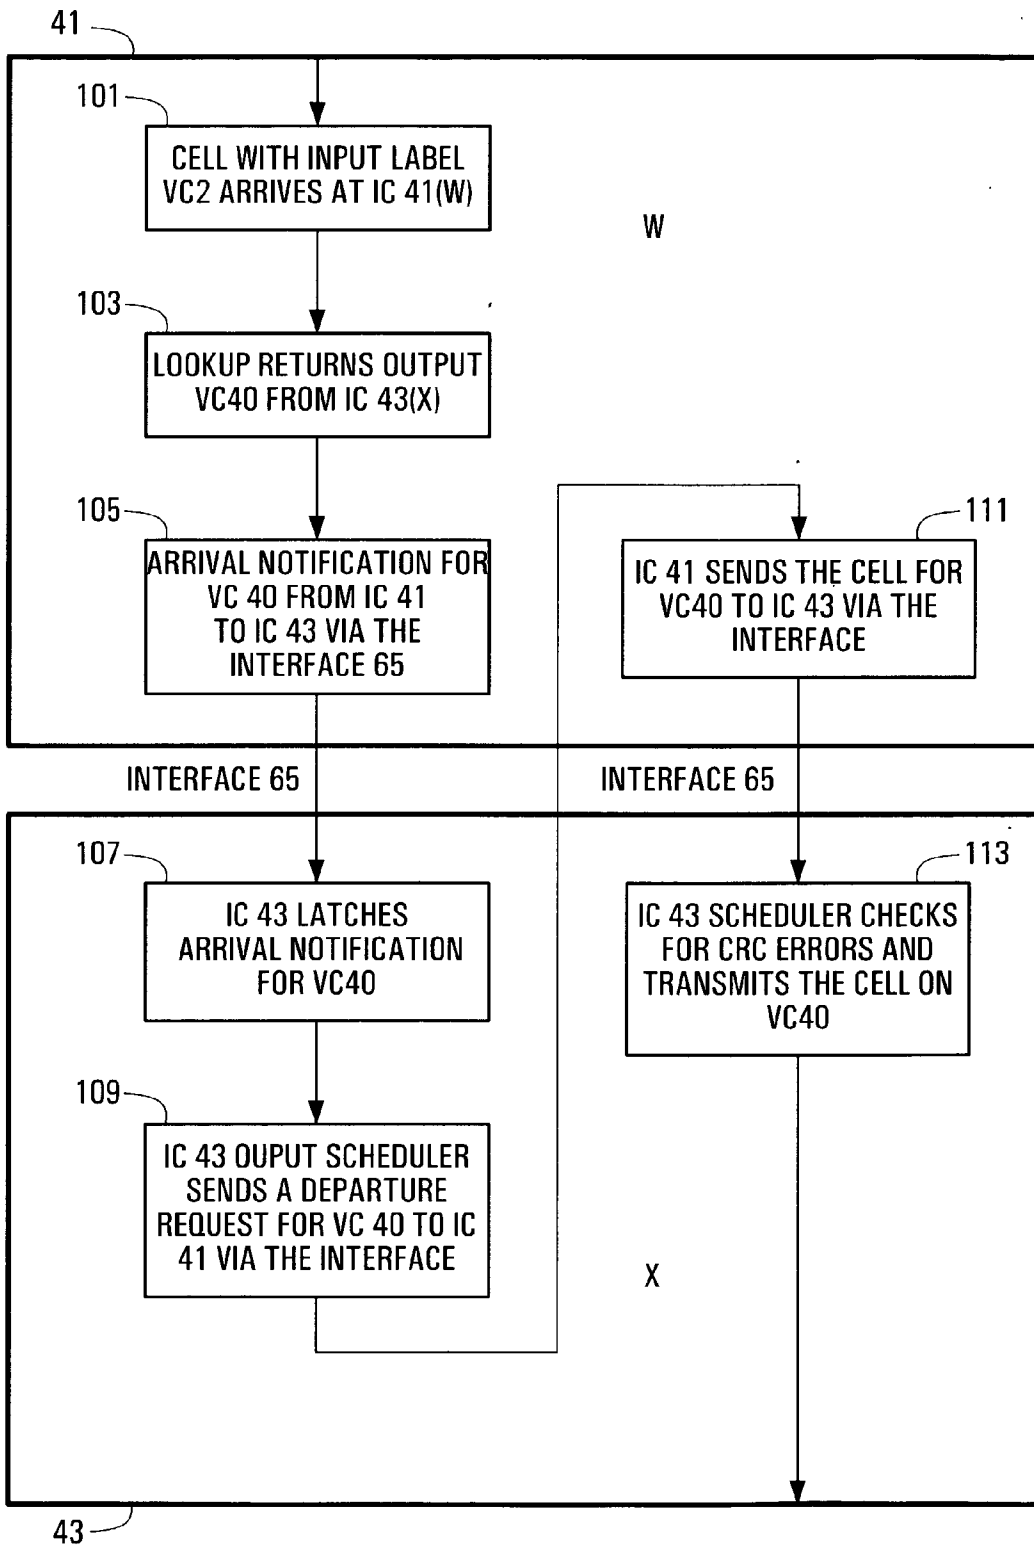 41
101
CELL WITH INPUT LABEL
VC2 ARRIVES AT IC 41(W)
W
103
LOOKUP RETURNS OUTPUT
VC40 FROM IC 43(X)
105
ARRIVAL NOTIFICATION FOR
VC 40 FROM IC 41
TO IC 43 VIA THE
INTERFACE 65
111
IC 41 SENDS THE CELL FOR
VC40 TO IC 43 VIA THE
INTERFACE
INTERFACE 65
INTERFACE 65
107
IC 43 LATCHES
ARRIVAL NOTIFICATION
FOR VC40
113
IC 43 SCHEDULER CHECKS
FOR CRC ERRORS AND
TRANSMITS THE CELL ON
VC40
109
IC 43 OUPUT SCHEDULER
SENDS A DEPARTURE
REQUEST FOR VC 40 TO IC
41 VIA THE INTERFACE
X
43